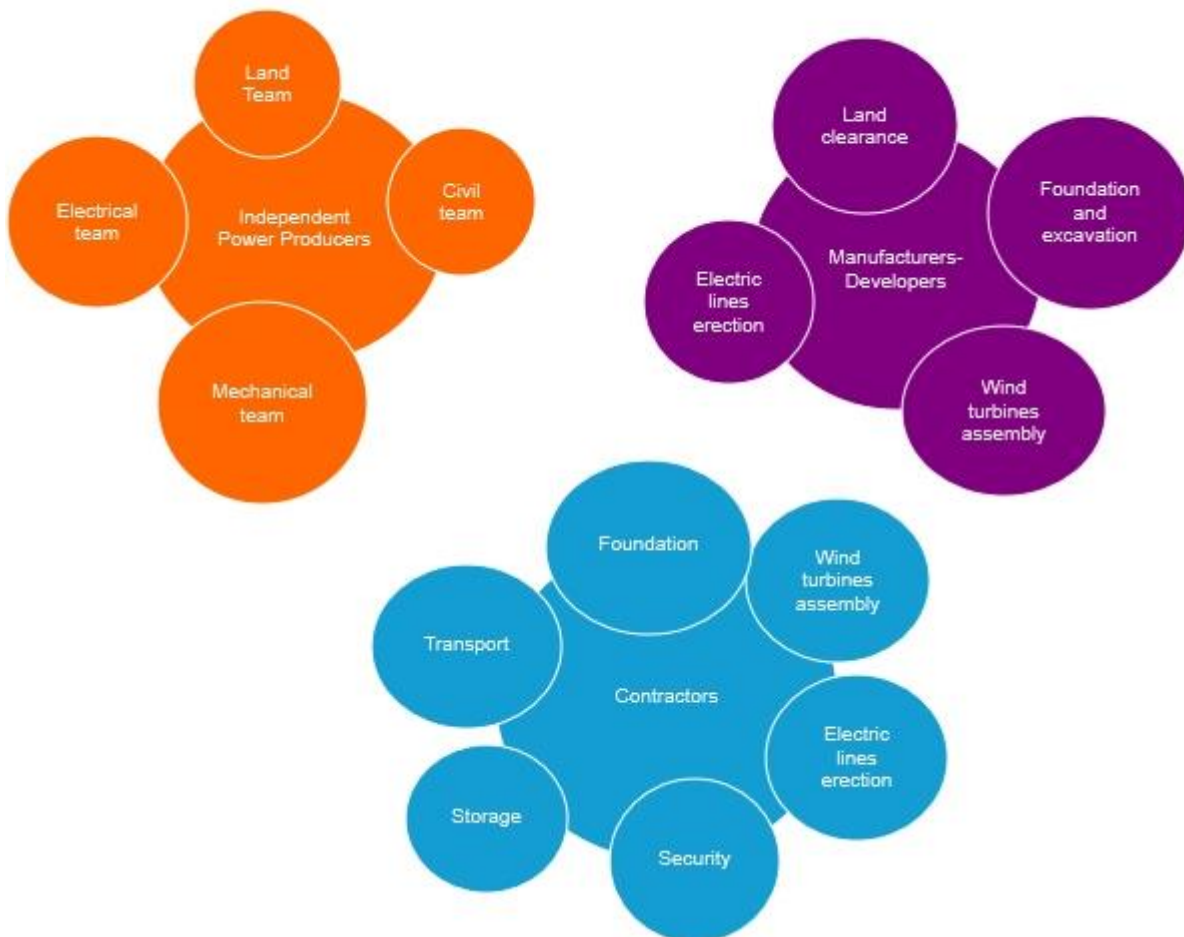 Land
Team
Electrical
team
Independent
Power Producers
Civil
team
Mechanical
team
Land
clearance
Foundation
and
excavation
Manufacturers-
Developers
Electric
lines
erection
Wind
turbines
assembly
Foundation
Wind
turbines
assembly
Transport
Contractors
Electric
lines
erection
Storage
Security